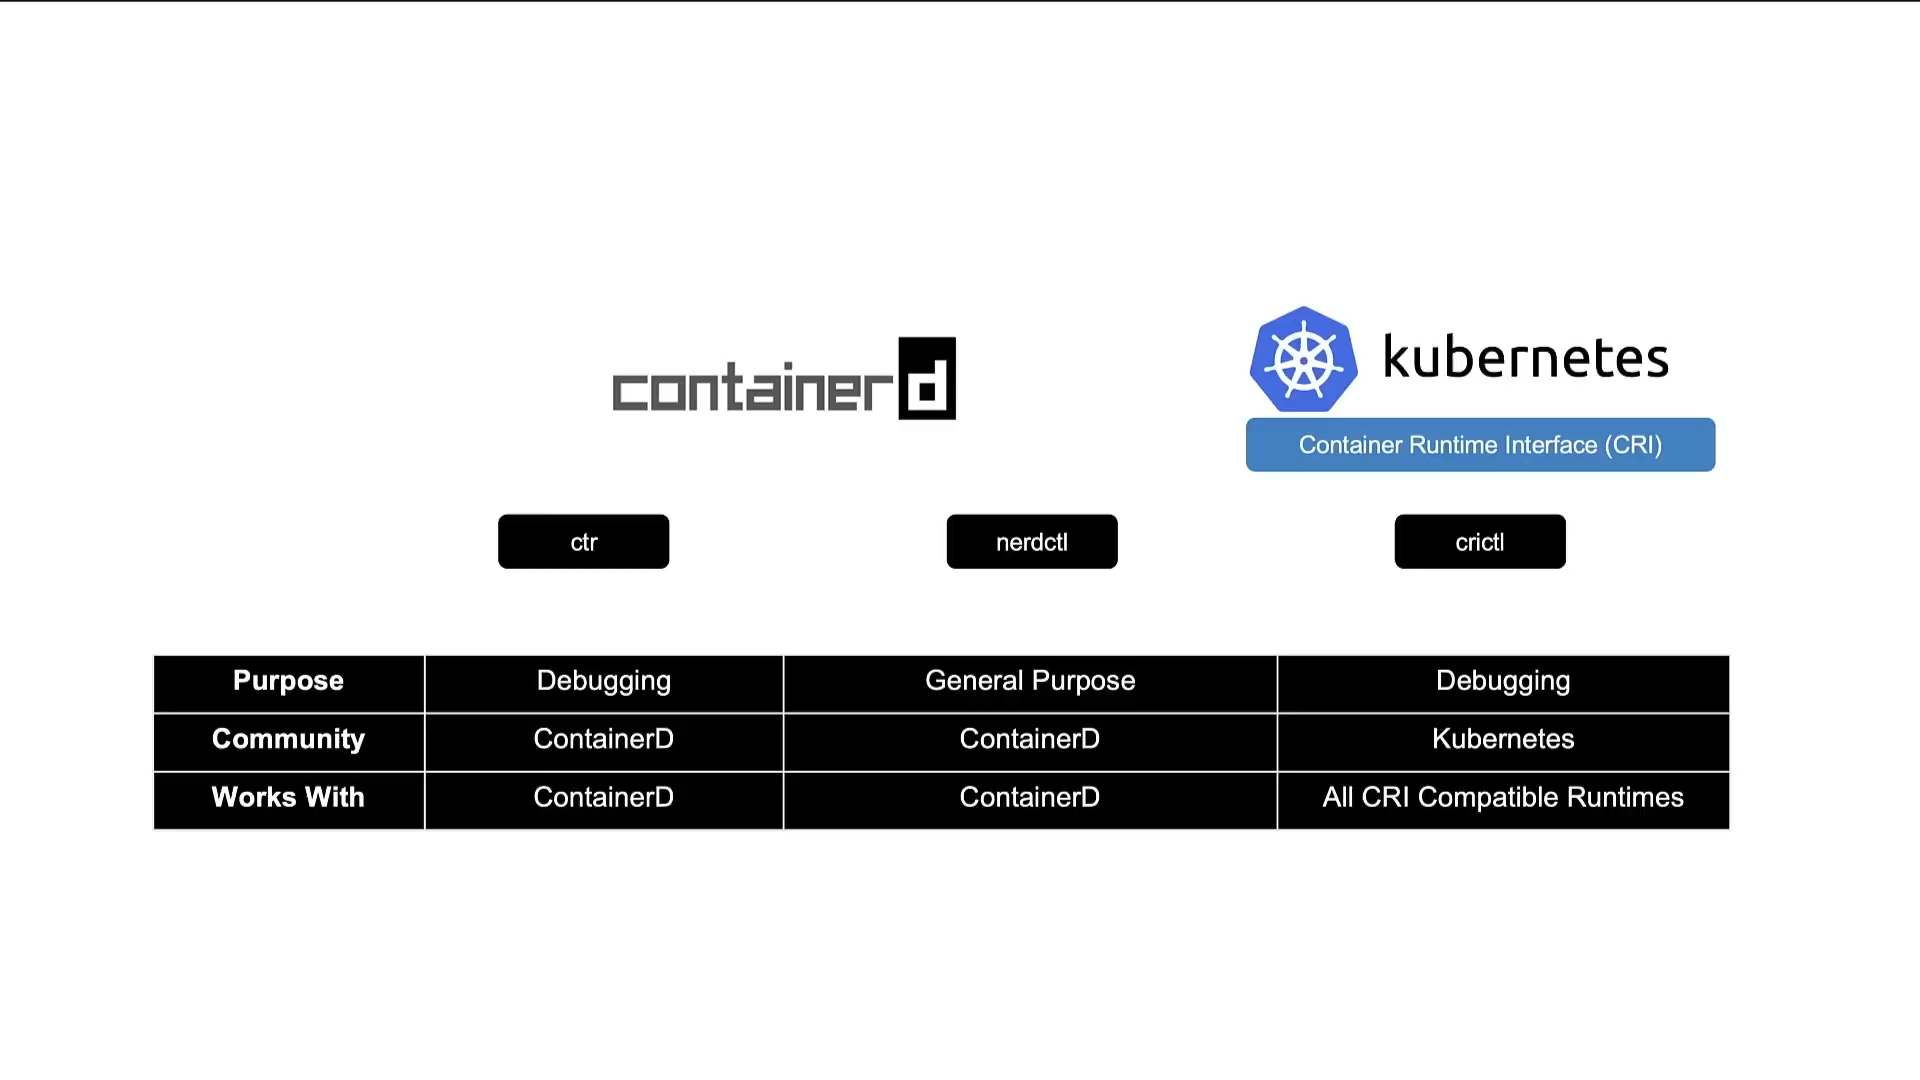 containerd
kubernetes
Container Runtime Interface (CRI)
ctr
nerdctl
crictl
Purpose Debugging General Purpose Debugging
Community ContainerD ContainerD Kubernetes
Works With ContainerD ContainerD All CRI Compatible Runtimes